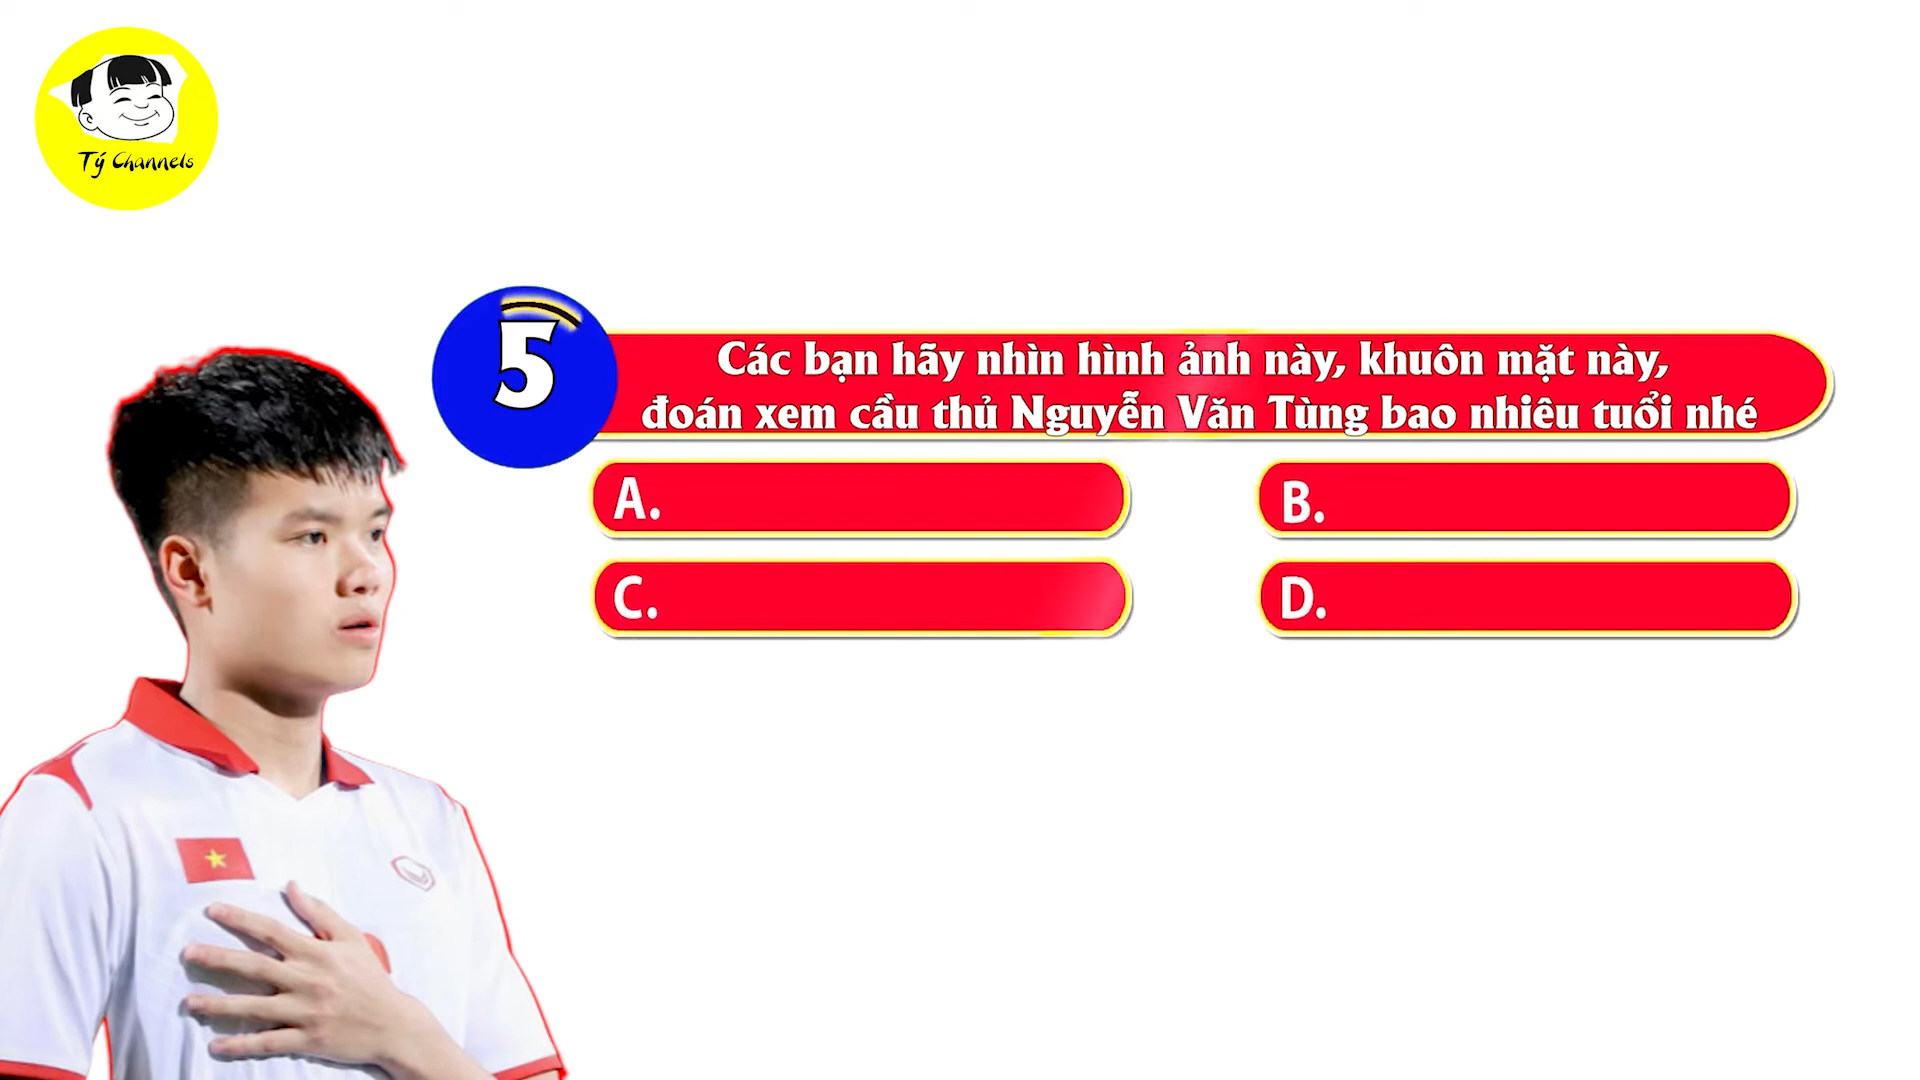 Tý Channels
5
Các bạn hãy nhìn hình ảnh này, khuôn mặt này,
đoán xem cầu thủ Nguyễn Văn Tùng bao nhiêu tuổi nhé
A.
B.
C.
D.